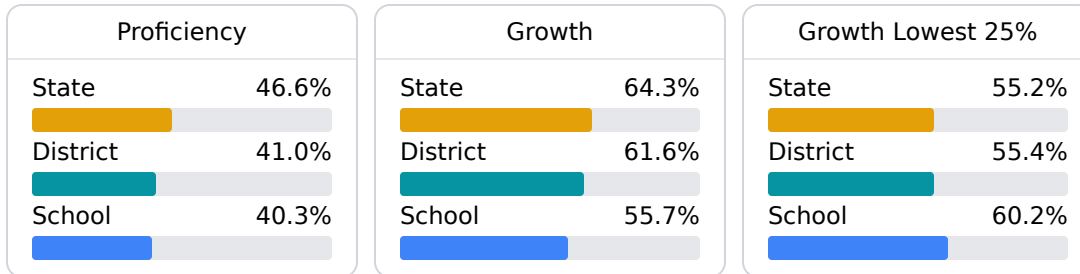 Proficiency
State 46.6%
District 41.0%
School 40.3%
Growth
State 64.3%
District 61.6%
School 55.7%
Growth Lowest 25%
State 55.2%
District 55.4%
School 60.2%